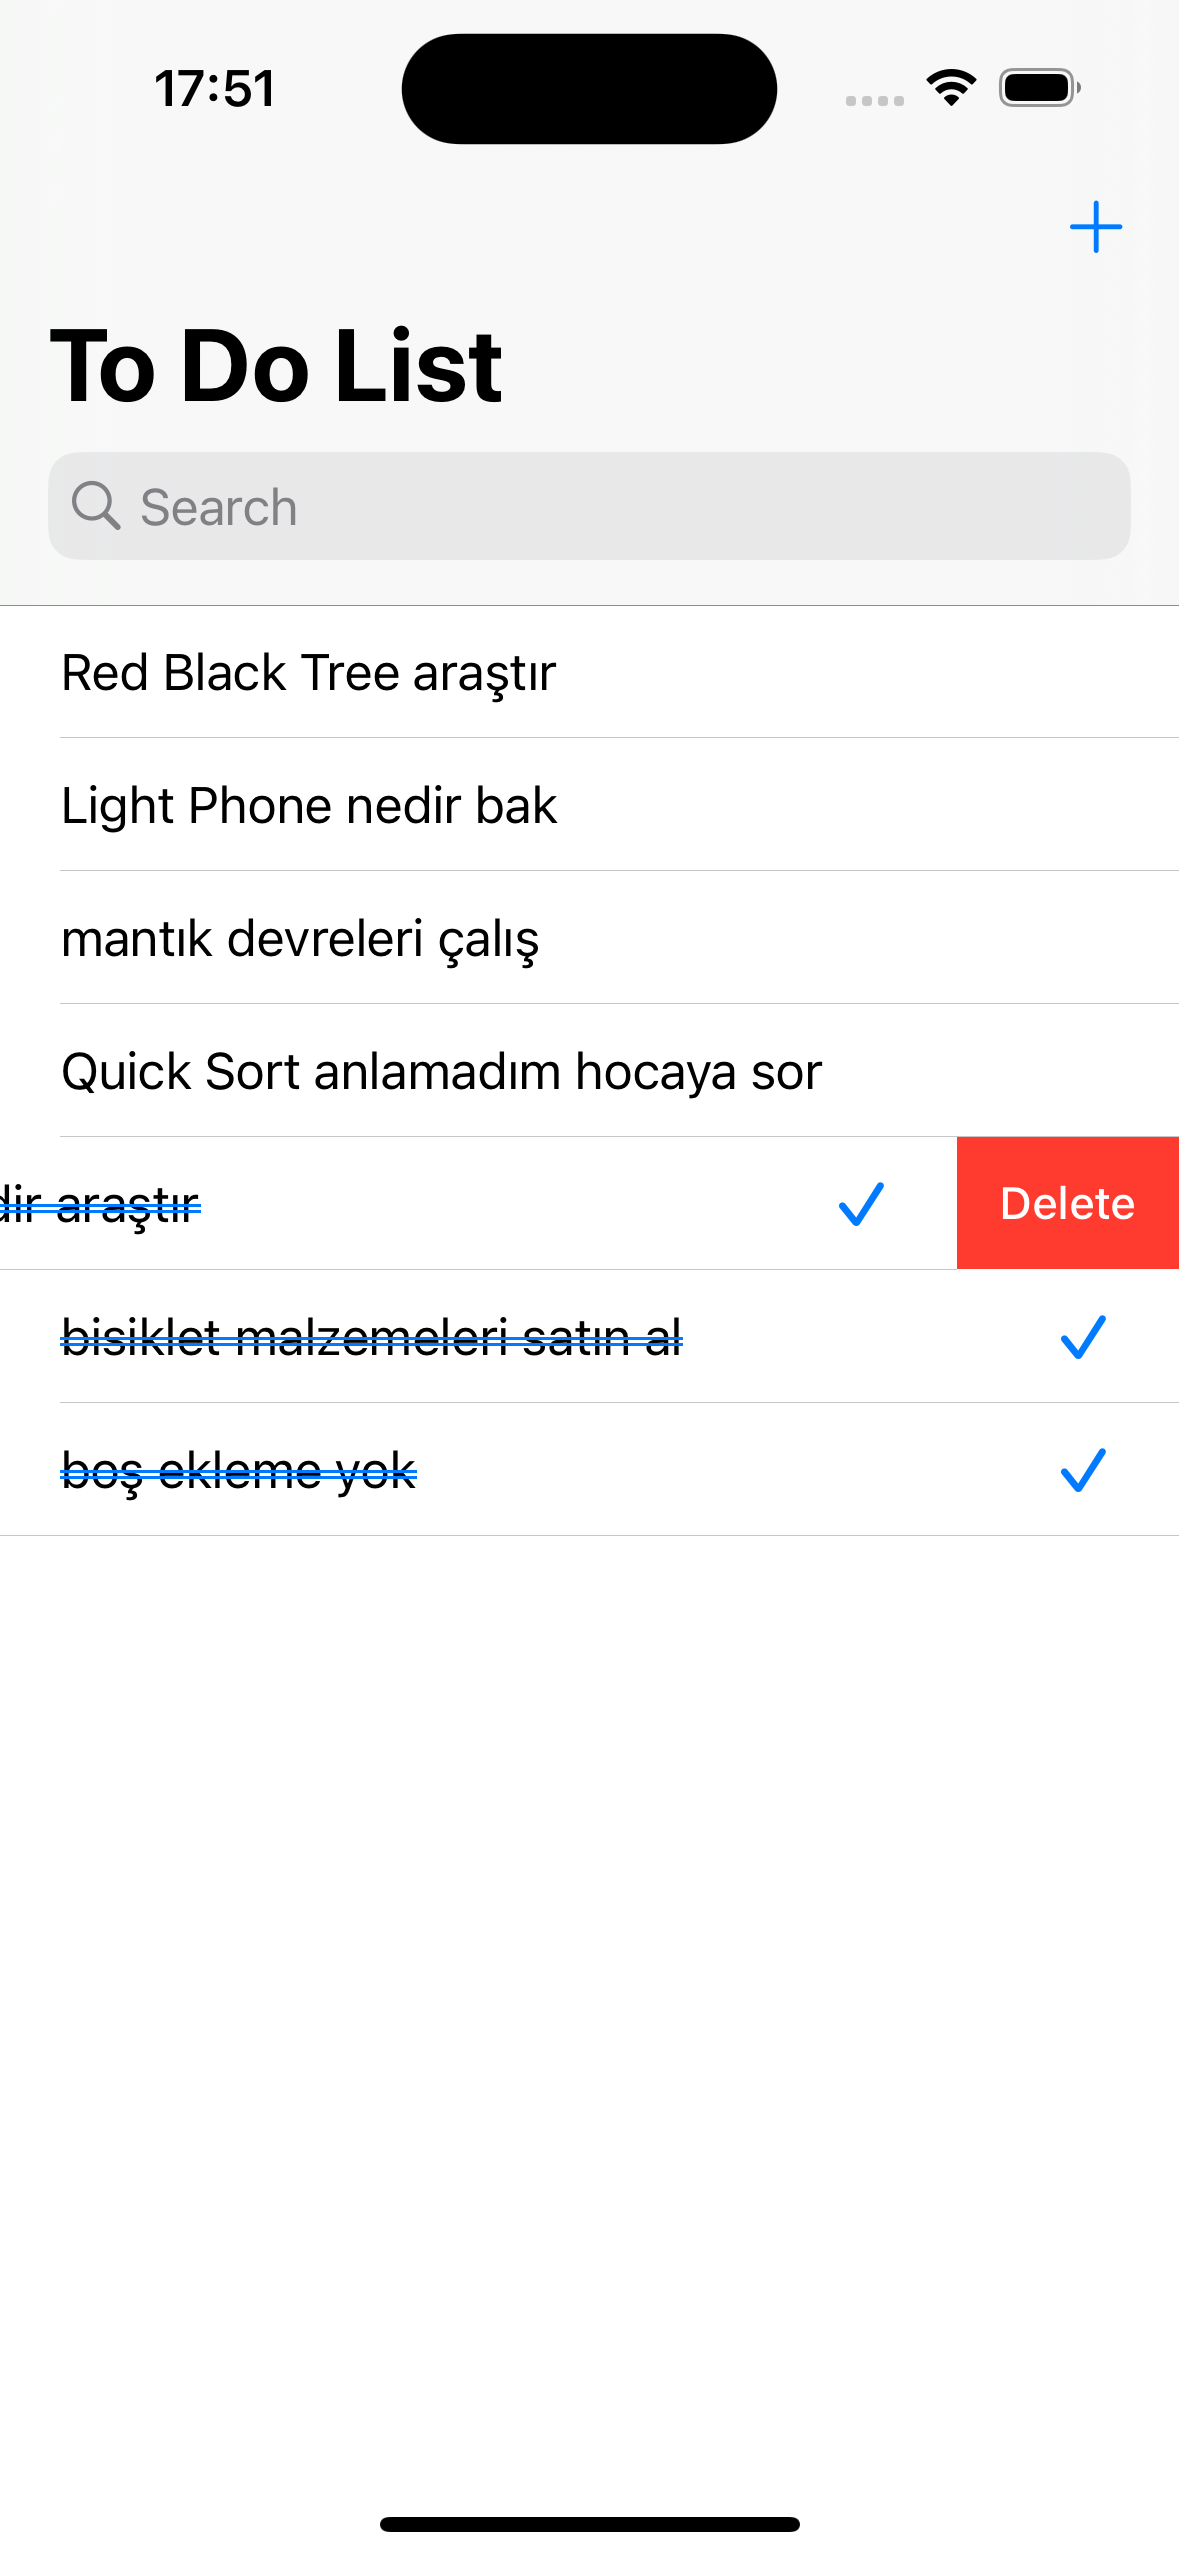 17:51
To Do List
Search
Red Black Tree araştır
Light Phone nedir bak
mantık devreleri çalış
Quick Sort anlamadım hocaya sor
araştır Delete
bisiklet malzemeleri satın al
boş ekleme yok